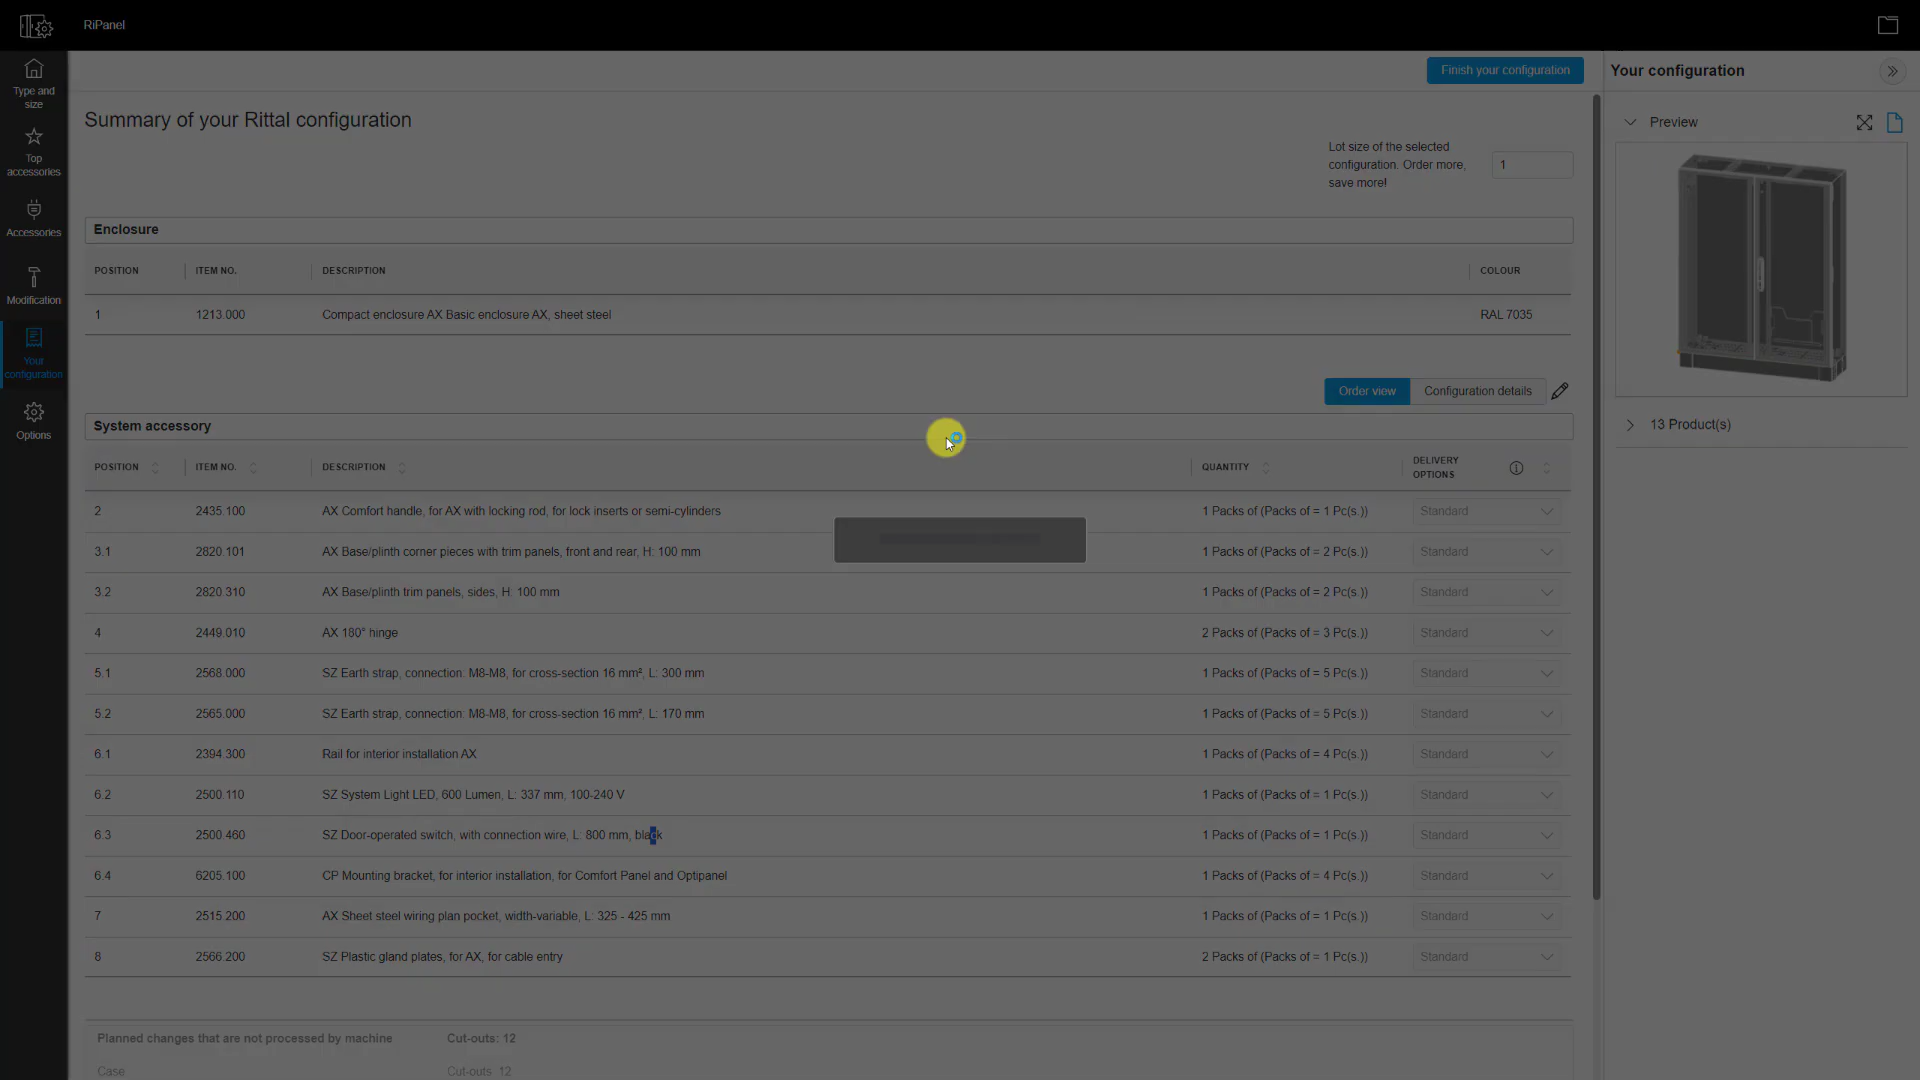 RiPanel
Finish your configuration
Your configuration
Type and
size
Top
accessories
Accessories
Modification
Your
configuration
Options
Summary of your Rittal configuration
Lot size of the selected
configuration. Order more,
save more!
1
Preview
13 Product(s)
Enclosure
POSITION ITEM NO. DESCRIPTION COLOUR
1 1213.000 Compact enclosure AX Basic enclosure AX, sheet steel RAL 7035
Order view Configuration details
System accessory
POSITION ITEM NO. DESCRIPTION QUANTITY DELIVERY
OPTIONS
2 2435.100 AX Comfort handle, for AX with locking rod, for lock inserts or semi-cylinders 1 Packs of (Packs of = 1 Pc(s.)) Standard
3.1 2820.101 AX Base/plinth corner pieces with trim panels, front and rear, H: 100 mm 1 Packs of (Packs of = 2 Pc(s.)) Standard
3.2 2820.310 AX Base/plinth trim panels, sides, H: 100 mm 1 Packs of (Packs of = 2 Pc(s.)) Standard
4 2449.010 AX 180° hinge 2 Packs of (Packs of = 3 Pc(s.)) Standard
5.1 2568.000 SZ Earth strap, connection: M8-M8, for cross-section 16 mm², L: 300 mm 1 Packs of (Packs of = 5 Pc(s.)) Standard
5.2 2565.000 SZ Earth strap, connection: M8-M8, for cross-section 16 mm², L: 170 mm 1 Packs of (Packs of = 5 Pc(s.)) Standard
6.1 2394.300 Rail for interior installation AX 1 Packs of (Packs of = 4 Pc(s.)) Standard
6.2 2500.110 SZ System Light LED, 600 Lumen, L: 337 mm, 100-240 V 1 Packs of (Packs of = 1 Pc(s.)) Standard
6.3 2500.460 SZ Door-operated switch, with connection wire, L: 800 mm, black 1 Packs of (Packs of = 1 Pc(s.)) Standard
6.4 6205.100 CP Mounting bracket, for interior installation, for Comfort Panel and Optipanel 1 Packs of (Packs of = 4 Pc(s.)) Standard
7 2515.200 AX Sheet steel wiring plan pocket, width-variable, L: 325 - 425 mm 1 Packs of (Packs of = 1 Pc(s.)) Standard
8 2566.200 SZ Plastic gland plates, for AX, for cable entry 2 Packs of (Packs of = 1 Pc(s.)) Standard
Planned changes that are not processed by machine Cut-outs: 12
Case Cut-outs: 12